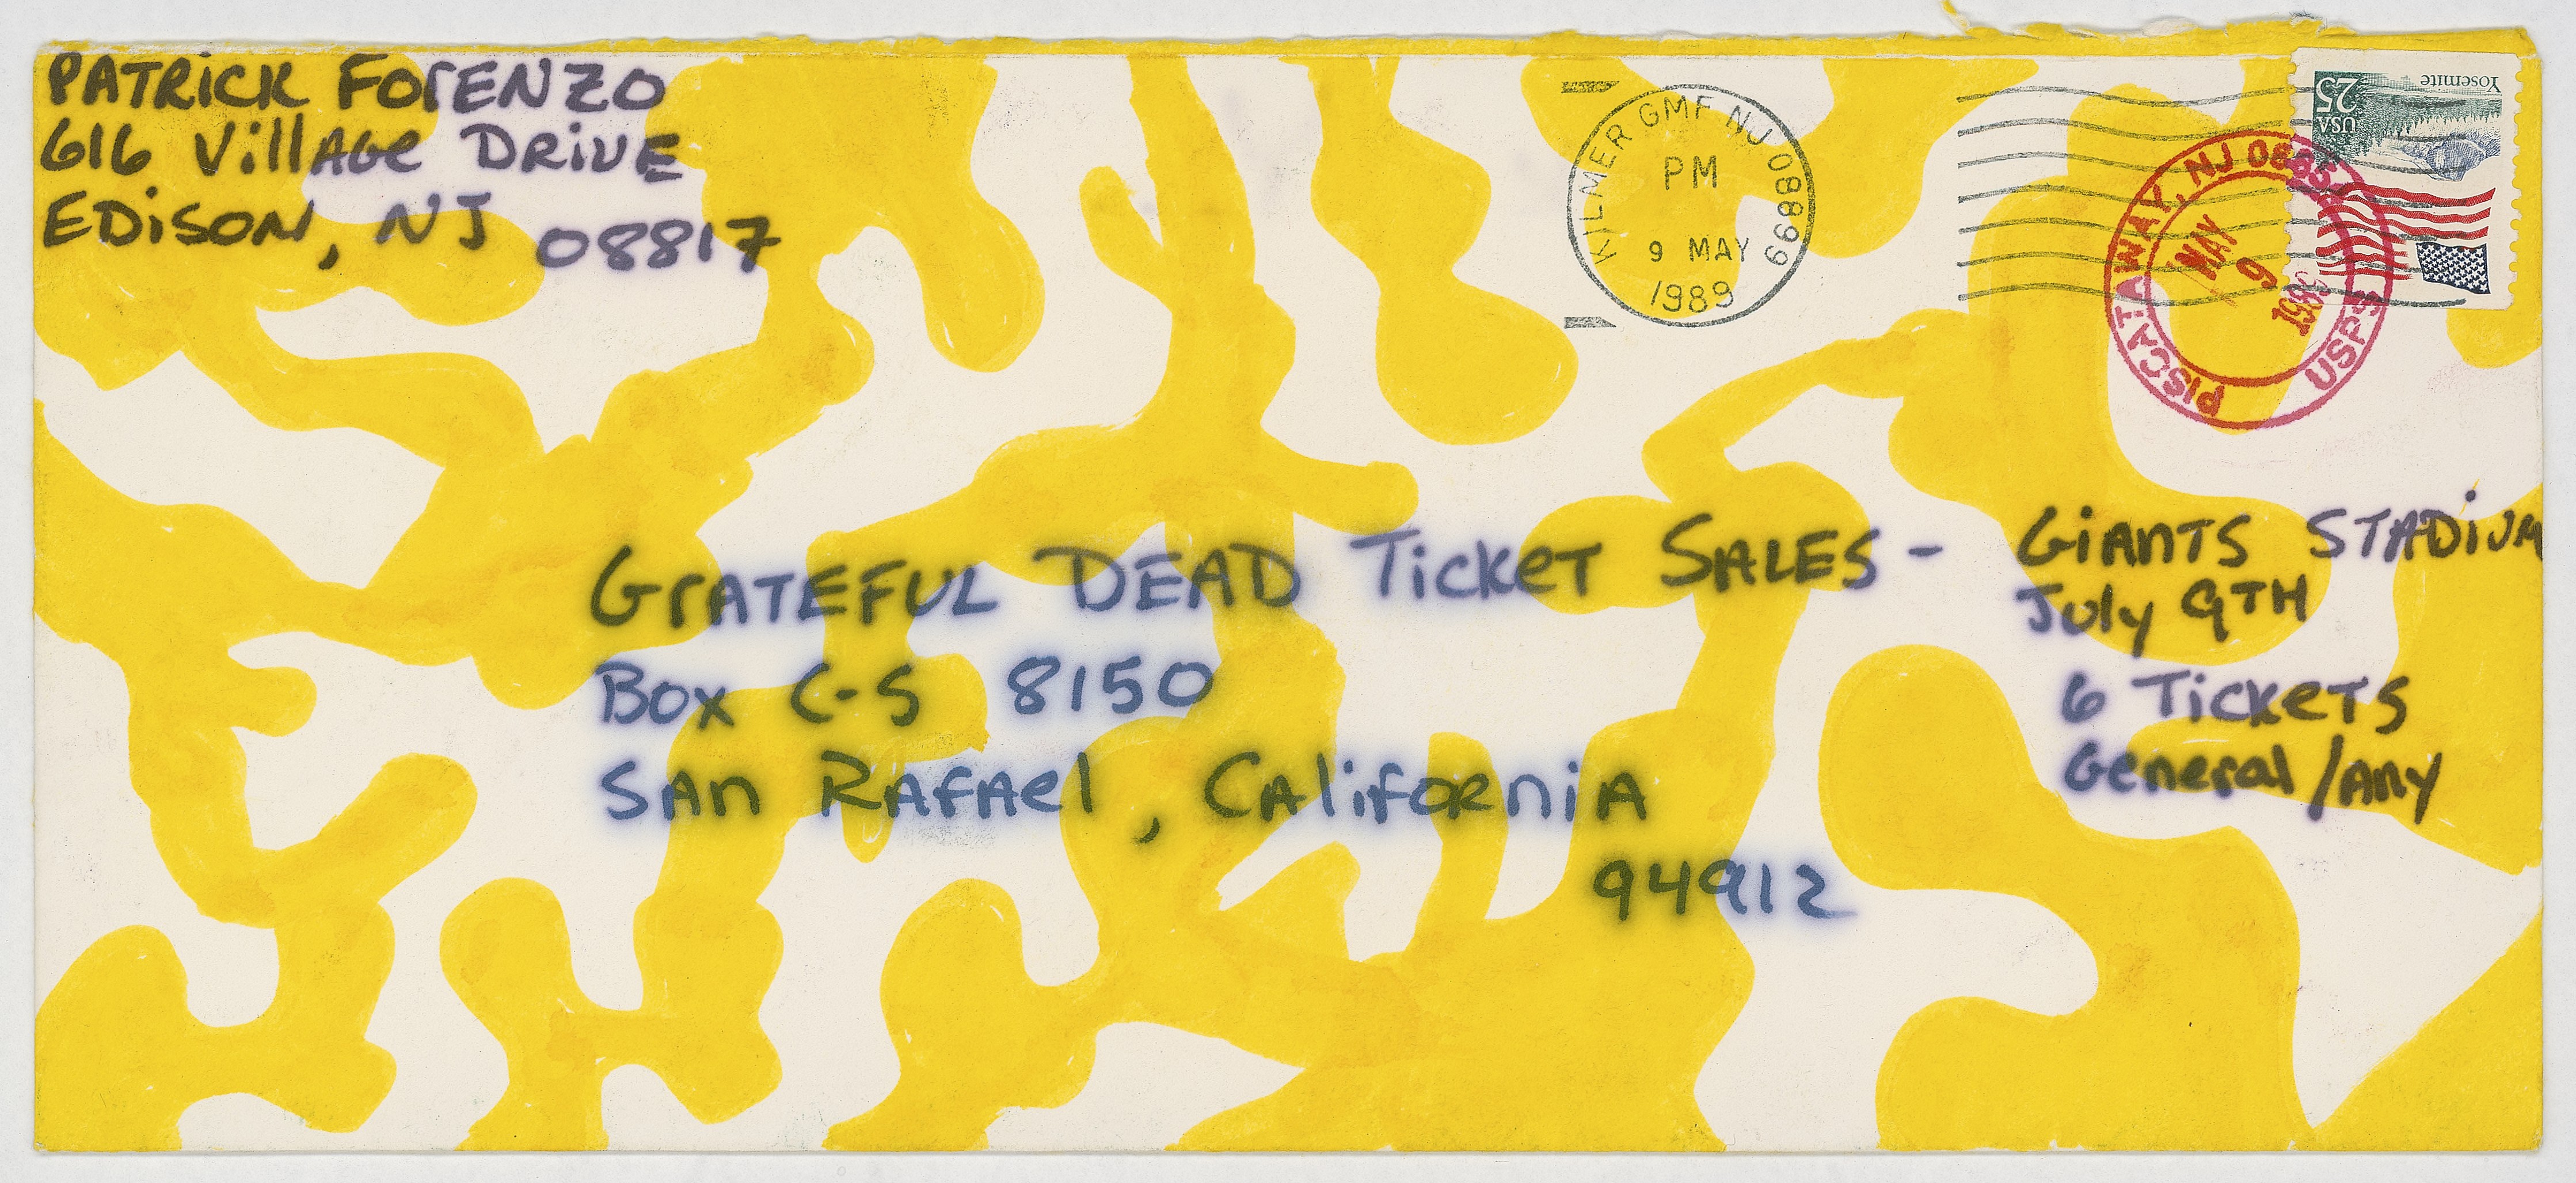 PATRICK FORENZO
616 Village DRIVE
EDISON, NJ 08817
KILMER GMF NJ 08899
PM
9 MAY
1989
Yosemite
USA
25
PISCATAWAY, NJ
MAY
9
USPS
GRATEFUL DEAD TicKeT SALES -
Box C-S 8150
SAN RAFAel, CAliforniA
94912
GiANTS STADiUM
July 9TH
6 TickeTS
General/ANy